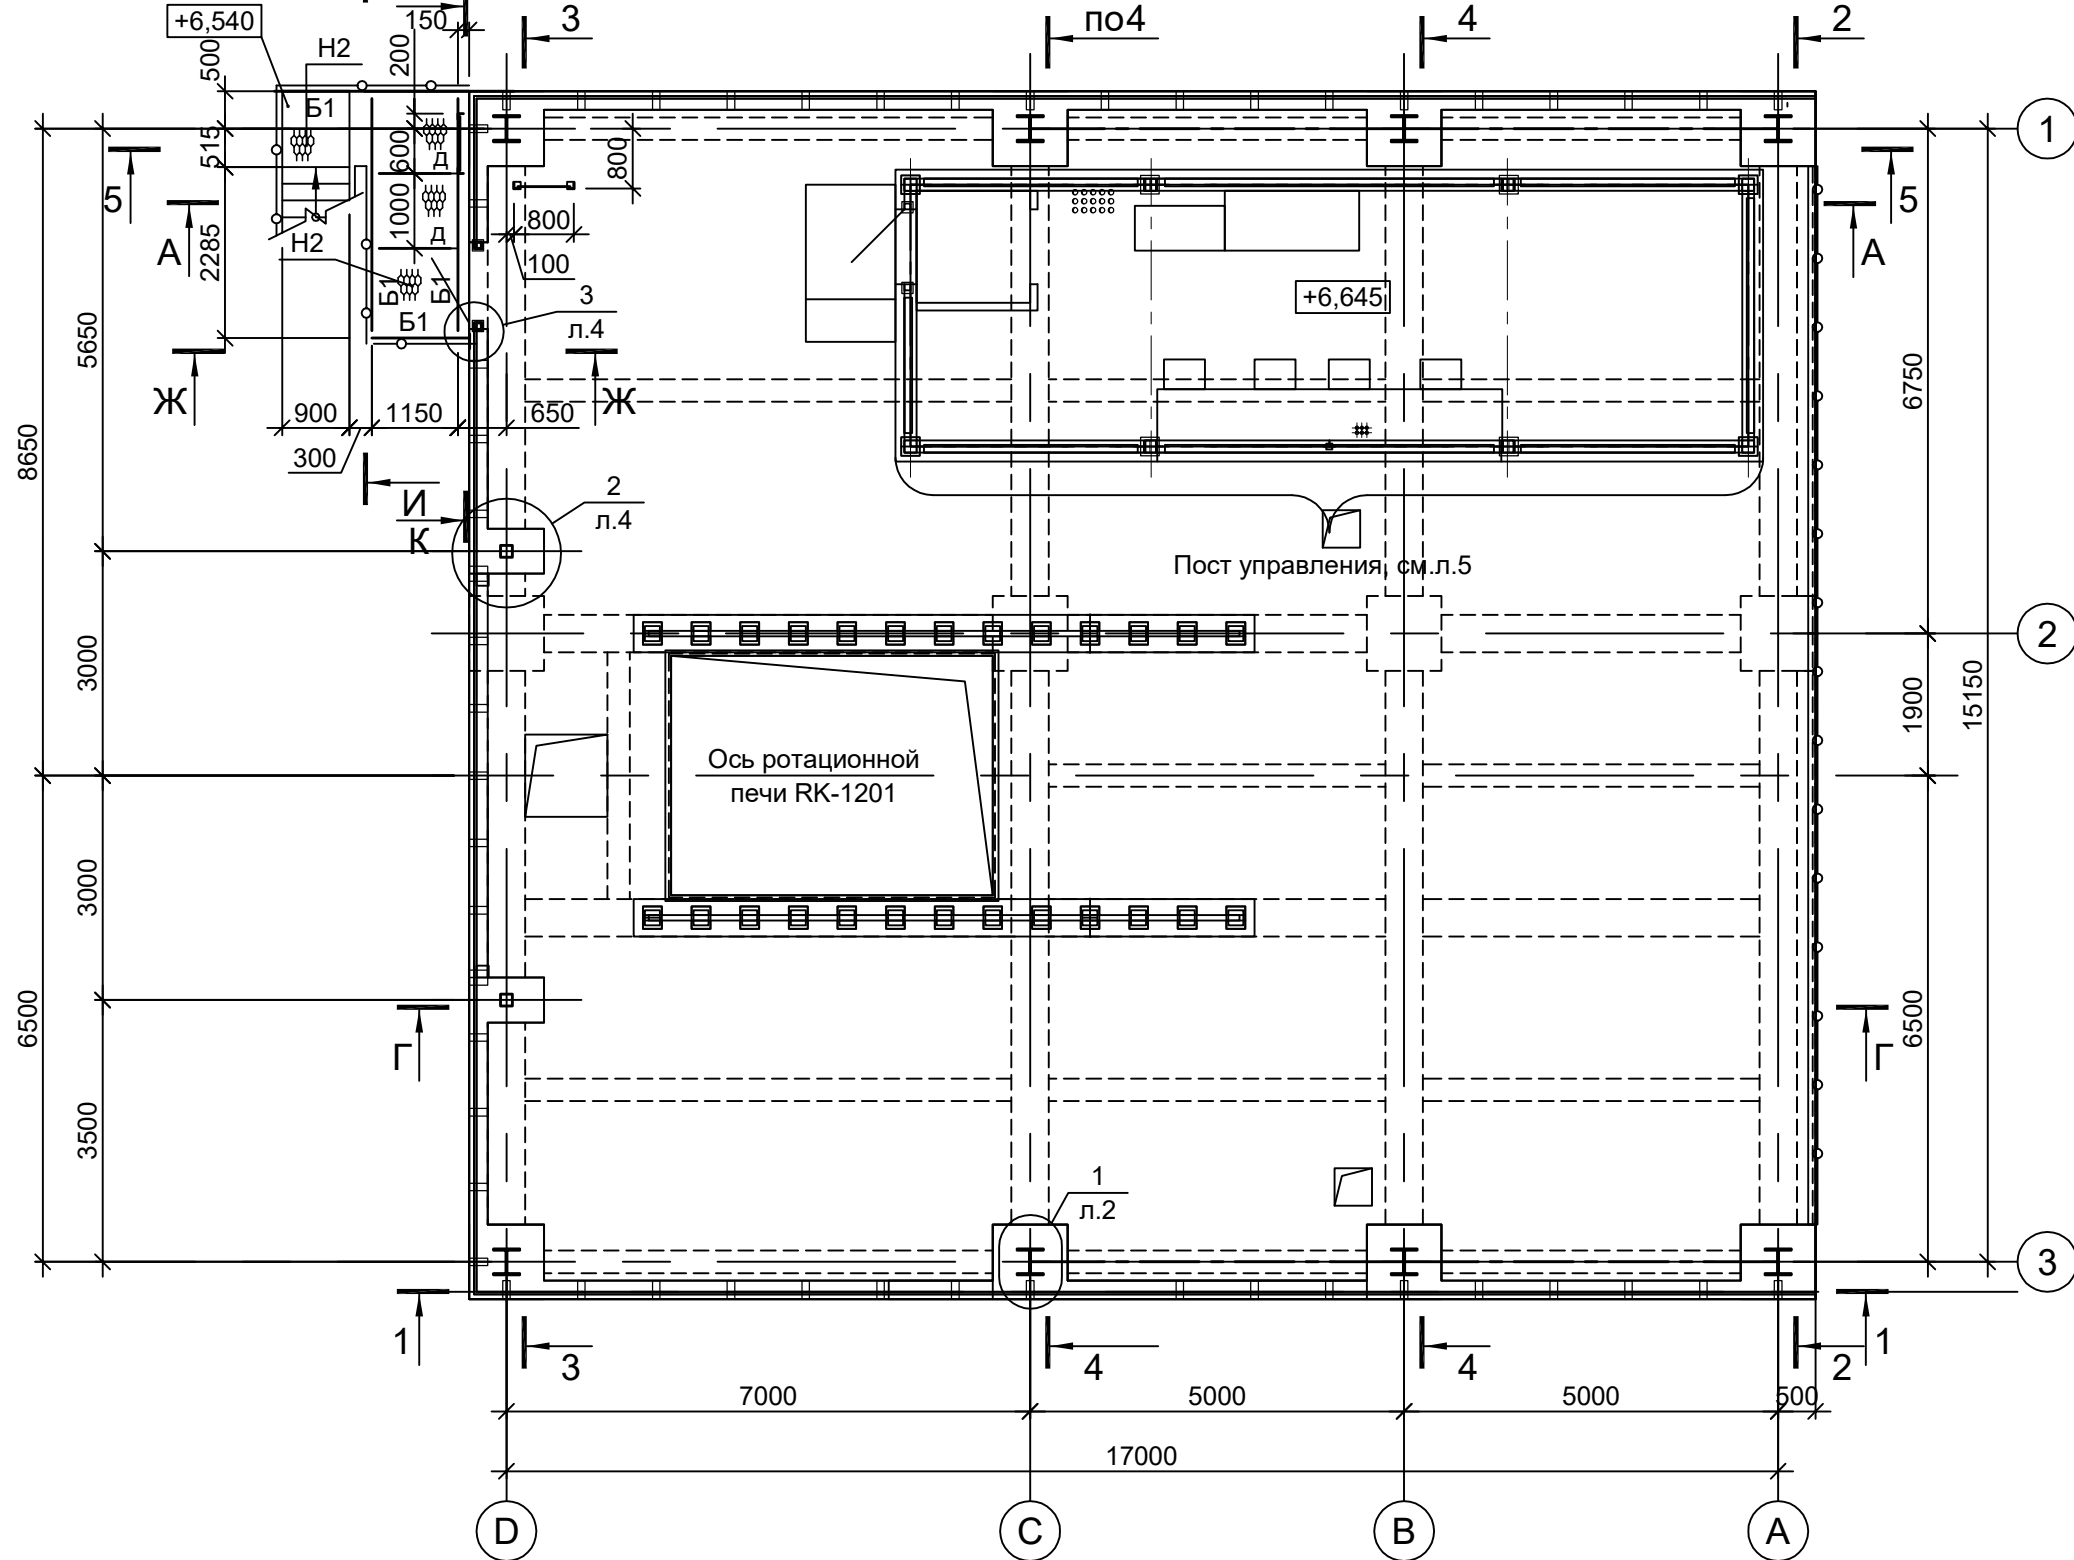 +6,540
150
3
по4
4
2
Н2
200
500
Б1
515
600
Д
800
1
5
1000
Д
800
5
А
Н2
2285
100
А
Б1
Б1
Б1
3
л.4
+6,645
5650
6750
Ж
900
1150
650
Ж
8650
300
И
К
2
л.4
Пост управления, см.л.5
2
3000
1900
15150
Ось ротационной
печи RK-1201
3000
6500
6500
Г
Г
3500
1
л.2
3
1
3
4
4
2
1
7000
5000
5000
500
17000
D
C
B
A